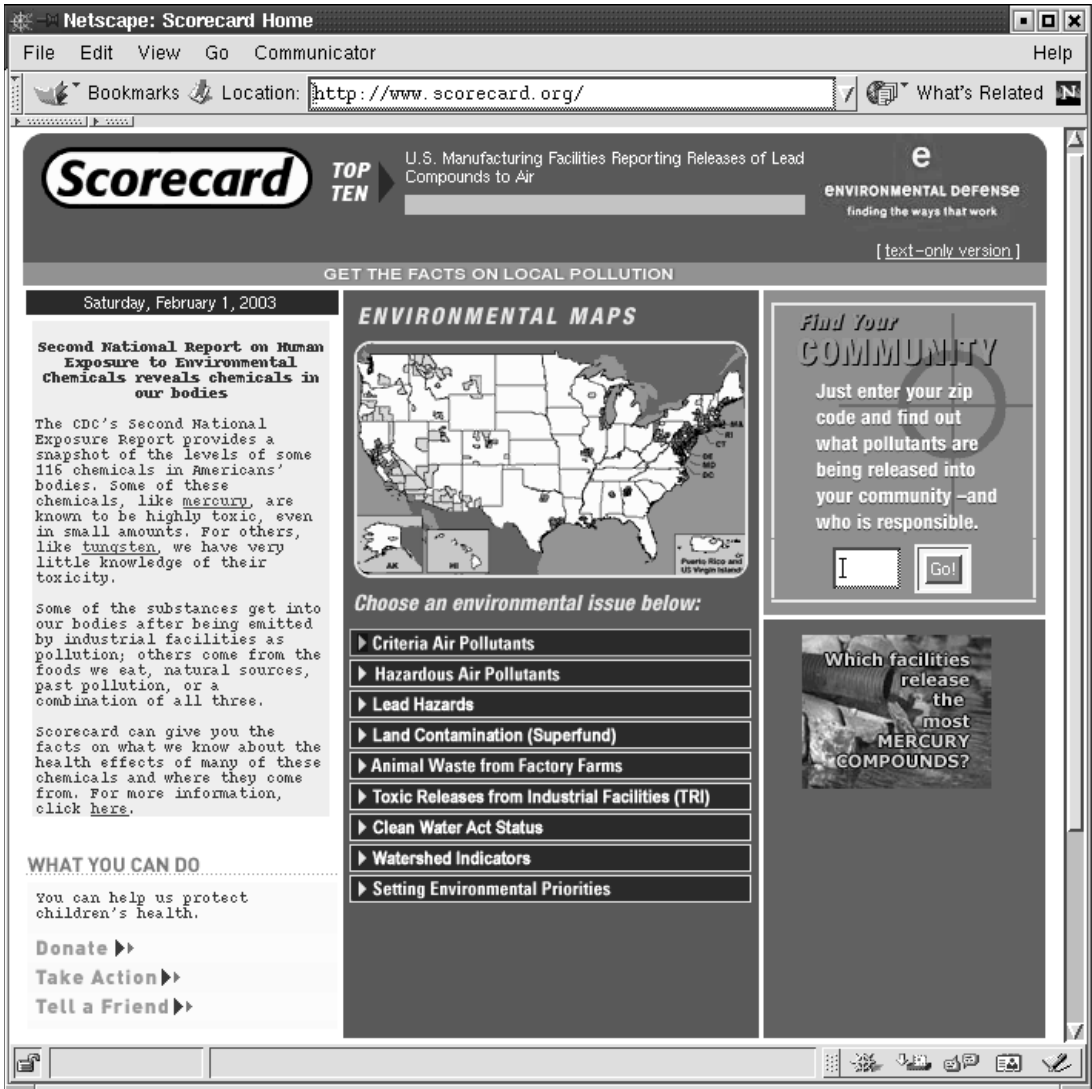 Netscape: Scorecard Home
File Edit View Go Communicator Help
Bookmarks Location: http://www.scorecard.org/ What's Related N
Scorecard
TOP
TEN
U.S. Manufacturing Facilities Reporting Releases of Lead
Compounds to Air
e
ENVIRONMENTAL DEFENSE
finding the ways that work
[ text-only version ]
GET THE FACTS ON LOCAL POLLUTION
Saturday, February 1, 2003
Second National Report on Human
Exposure to Environmental
Chemicals reveals chemicals in
our bodies
The CDC's Second National
Exposure Report provides a
snapshot of the levels of some
116 chemicals in Americans'
bodies. Some of these
chemicals, like mercury, are
known to be highly toxic, even
in small amounts. For others,
like tungsten, we have very
little knowledge of their
toxicity.
Some of the substances get into
our bodies after being emitted
by industrial facilities as
pollution; others come from the
foods we eat, natural sources,
past pollution, or a
combination of all three.
Scorecard can give you the
facts on what we know about the
health effects of many of these
chemicals and where they come
from. For more information,
click here.
WHAT YOU CAN DO
You can help us protect
children's health.
Donate
Take Action
Tell a Friend
ENVIRONMENTAL MAPS
MA
RI
CT
DE
MD
DC
AK
HI
Puerto Rico and
US Virgin Islands
Choose an environmental issue below:
Criteria Air Pollutants
Hazardous Air Pollutants
Lead Hazards
Land Contamination (Superfund)
Animal Waste from Factory Farms
Toxic Releases from Industrial Facilities (TRI)
Clean Water Act Status
Watershed Indicators
Setting Environmental Priorities
Find Your
COMMUNITY
Just enter your zip
code and find out
what pollutants are
being released into
your community –and
who is responsible.
Go!
Which facilities
release
the
most
MERCURY
COMPOUNDS?